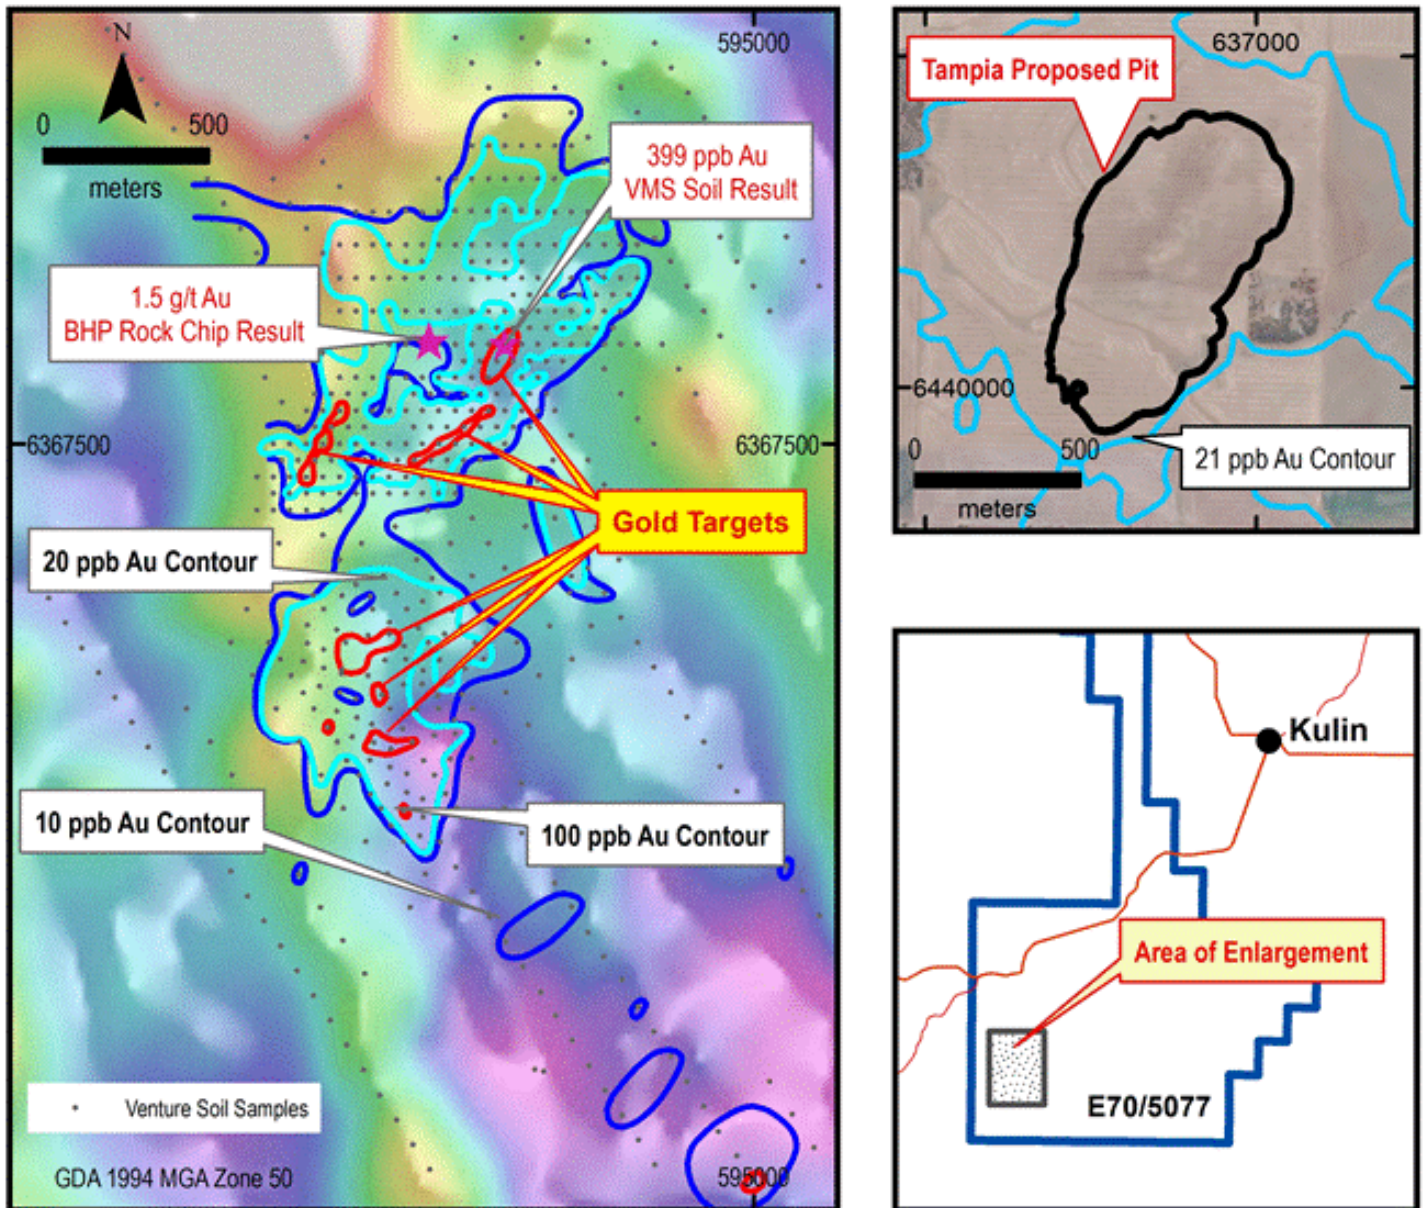 N
0 500
meters
595000
399 ppb Au
VMS Soil Result
1.5 g/t Au
BHP Rock Chip Result
6367500
6367500
Gold Targets
20 ppb Au Contour
10 ppb Au Contour
100 ppb Au Contour
Venture Soil Samples
GDA 1994 MGA Zone 50
595000
637000
Tampia Proposed Pit
6440000
0 500
meters
21 ppb Au Contour
Kulin
Area of Enlargement
E70/5077